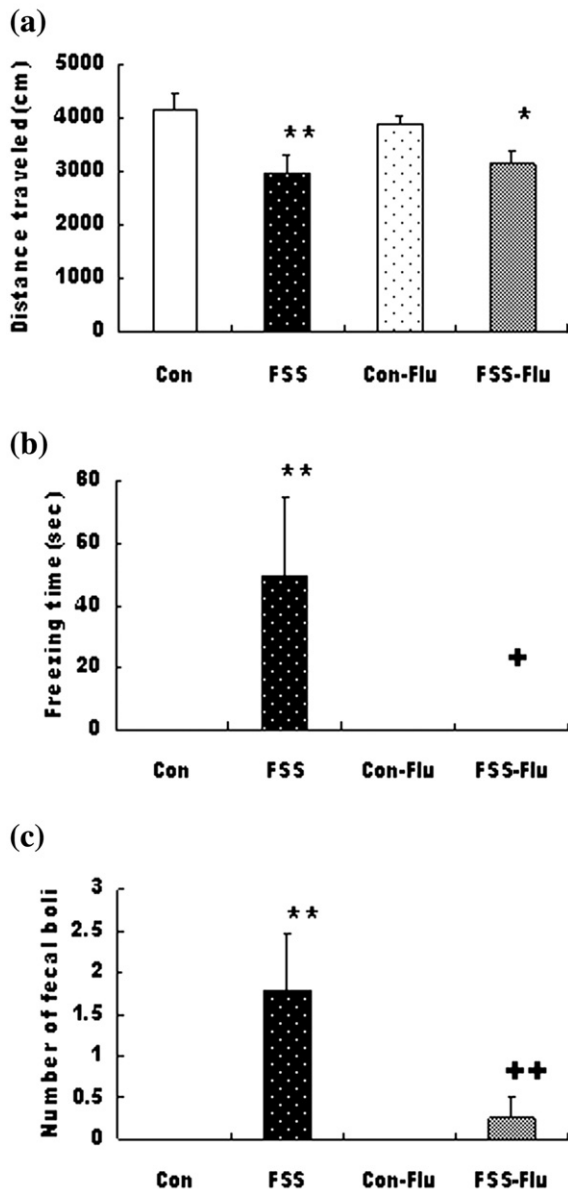 (a)
Distance traveled(cm)
5000
4000
3000
2000
1000
0
**
*
Con FSS Con-Flu FSS-Flu
(b)
Freezing time(sec)
80
60
40
20
0
**
+
Con FSS Con-Flu FSS-Flu
(c)
Number of fecal boli
3
2.5
2
1.5
1
0.5
0
**
++
Con FSS Con-Flu FSS-Flu